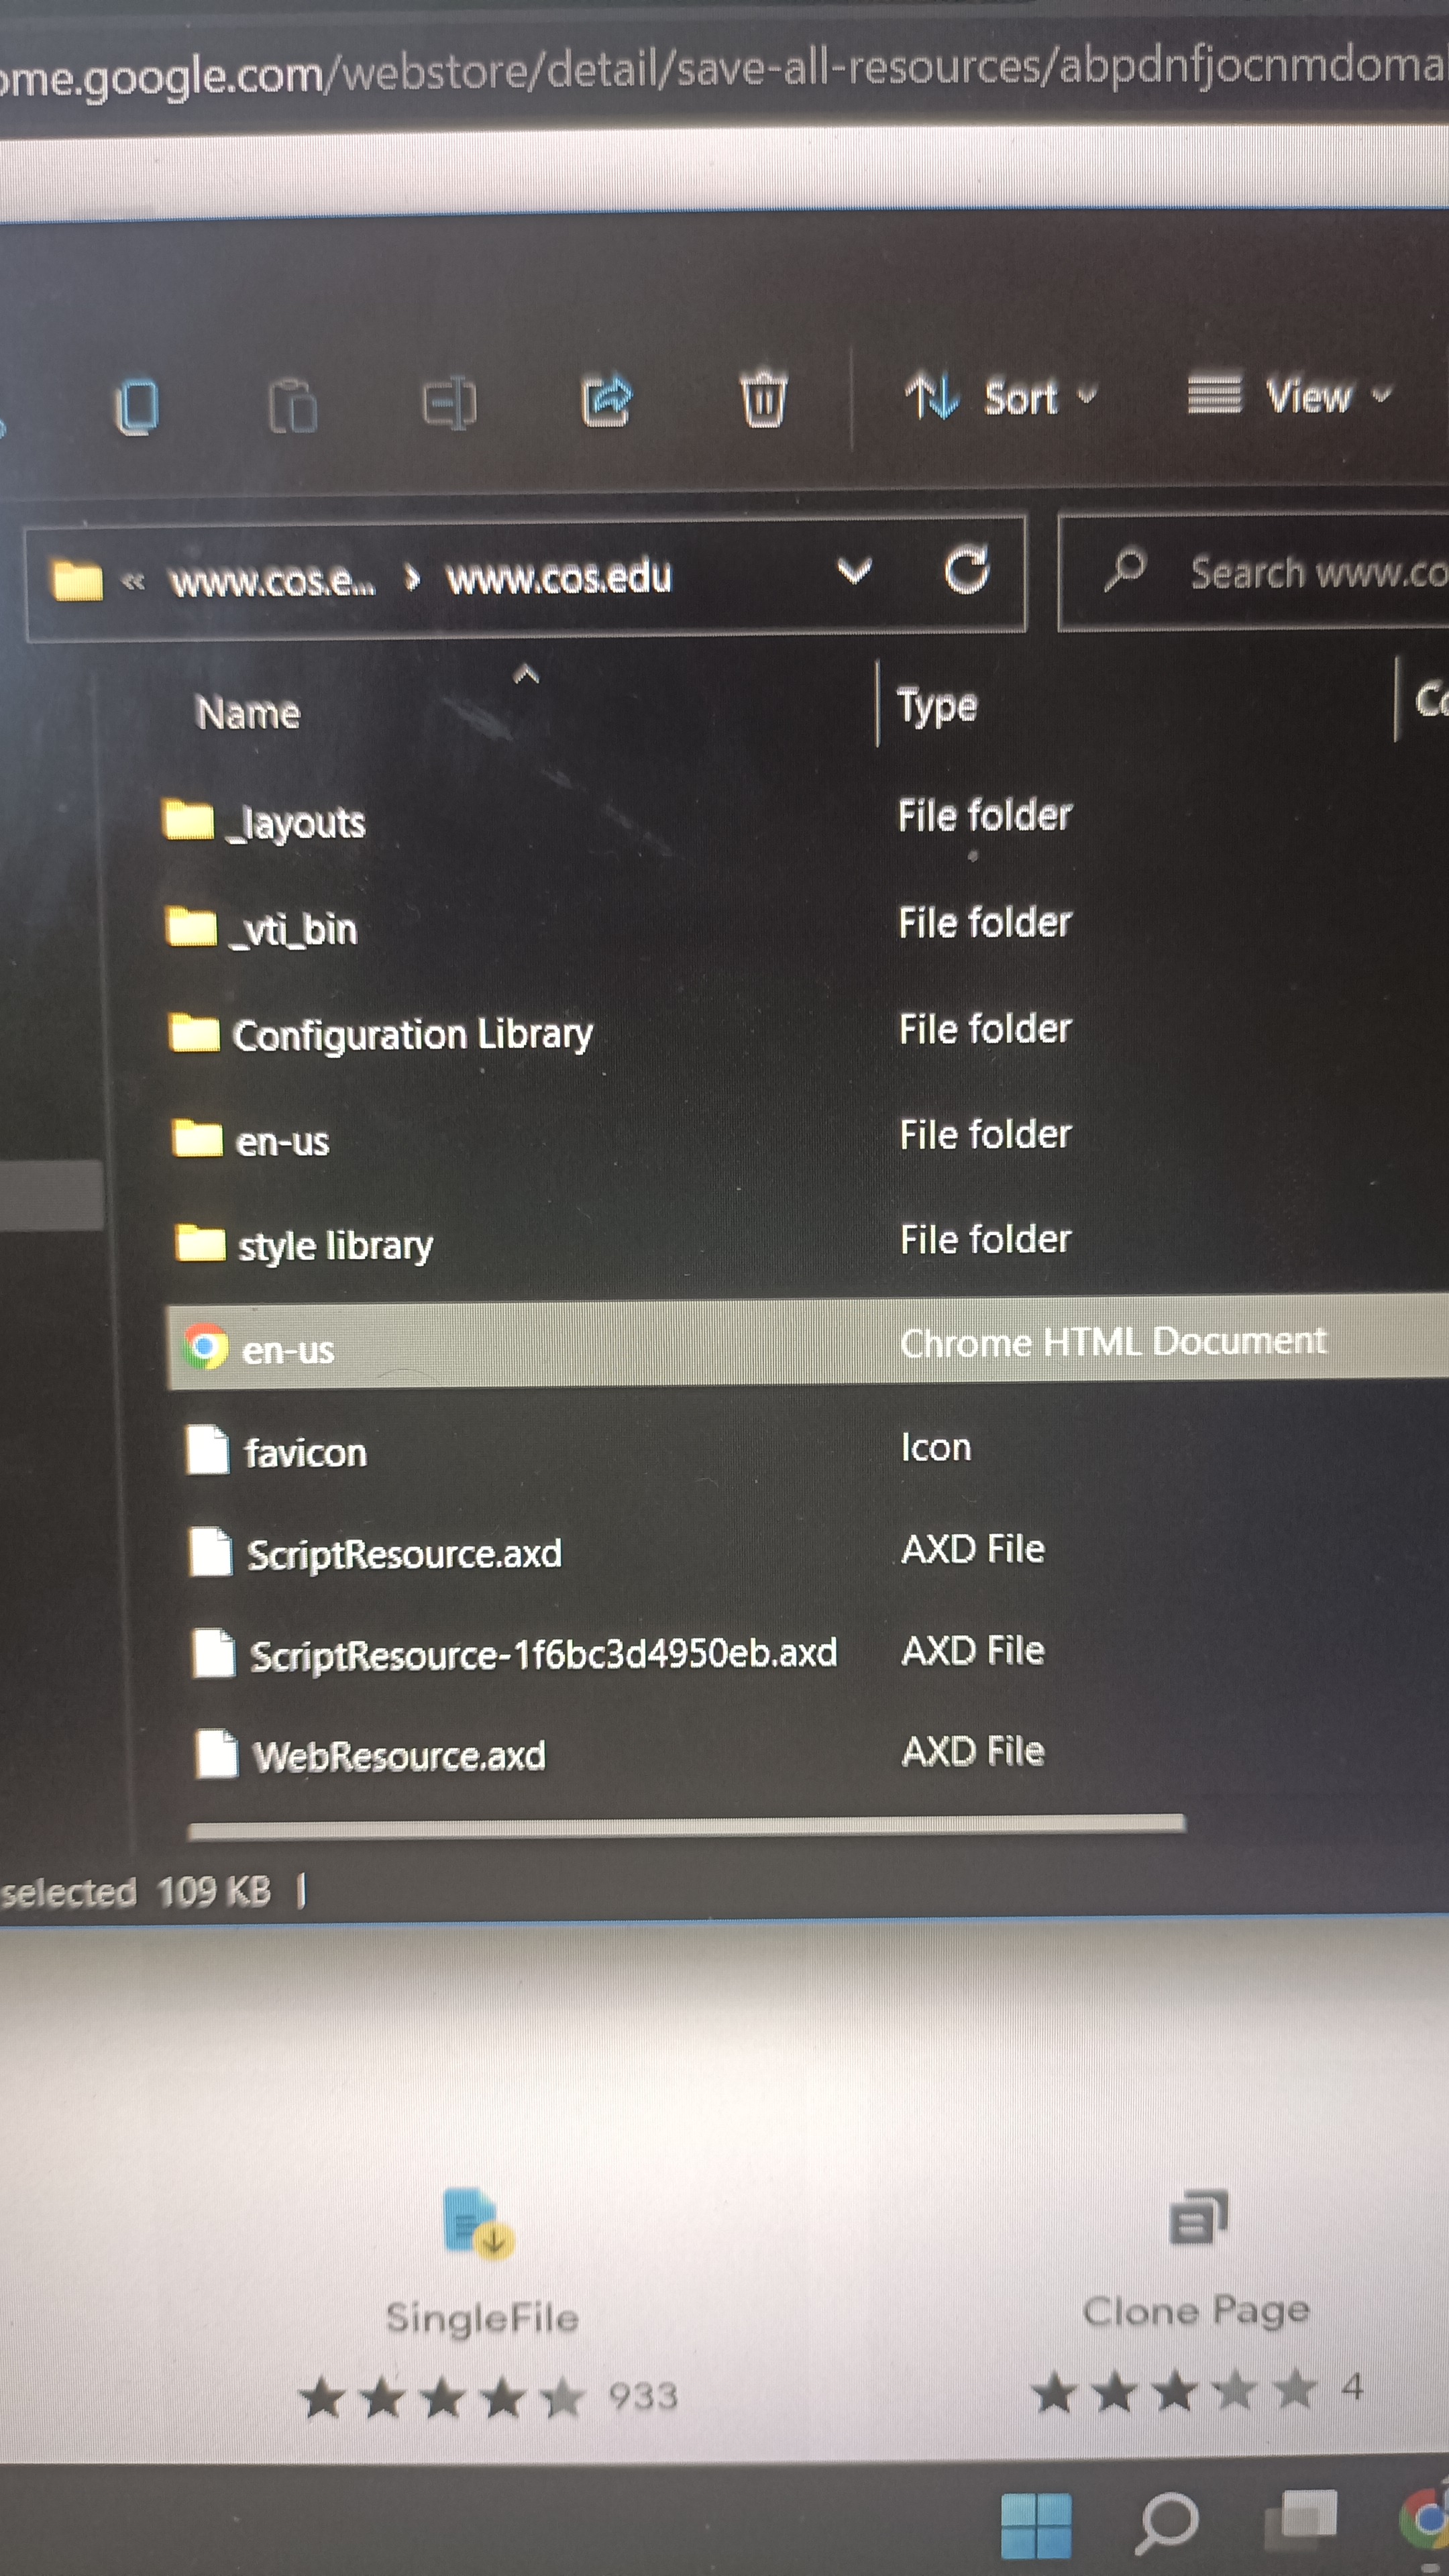 ome.google.com/webstore/detail/save-all-resources/abpdnfjocnmdoma
Sort View
« www.cos.e... > www.cos.edu Search www.co
Name Type Co
_layouts File folder
_vti_bin File folder
Configuration Library File folder
en-us File folder
style library File folder
en-us Chrome HTML Document
favicon Icon
ScriptResource.axd AXD File
ScriptResource-1f6bc3d4950eb.axd AXD File
WebResource.axd AXD File
selected 109 KB
SingleFile Clone Page
933 4